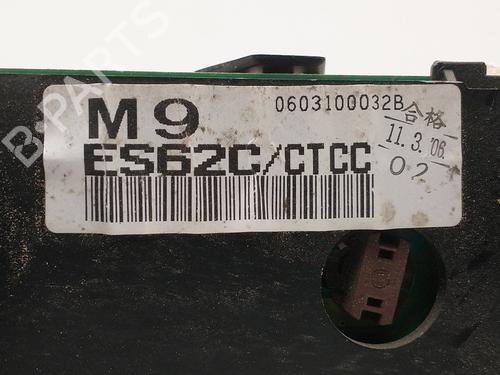 B-PARTS
M9
0603100032B
合格
11.3.06
02
ES62C/CTCC